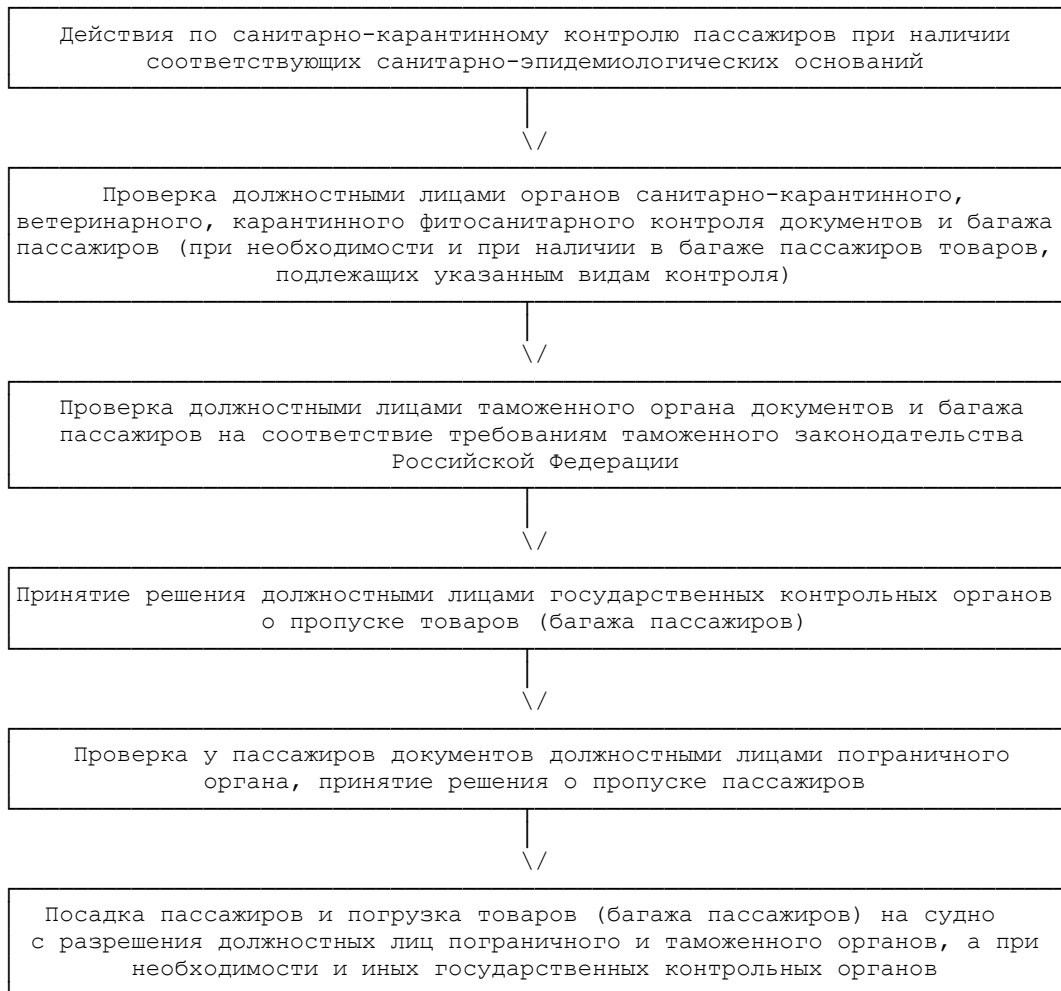 Действия по санитарно-карантинному контролю пассажиров при наличии
соответствующих санитарно-эпидемиологических оснований
\/
Проверка должностными лицами органов санитарно-карантинного,
ветеринарного, карантинного фитосанитарного контроля документов и багажа
пассажиров (при необходимости и при наличии в багаже пассажиров товаров,
подлежащих указанным видам контроля)
\/
Проверка должностными лицами таможенного органа документов и багажа
пассажиров на соответствие требованиям таможенного законодательства
Российской Федерации
\/
Принятие решения должностными лицами государственных контрольных органов
о пропуске товаров (багажа пассажиров)
\/
Проверка у пассажиров документов должностными лицами пограничного
органа, принятие решения о пропуске пассажиров
\/
Посадка пассажиров и погрузка товаров (багажа пассажиров) на судно
с разрешения должностных лиц пограничного и таможенного органов, а при
необходимости и иных государственных контрольных органов